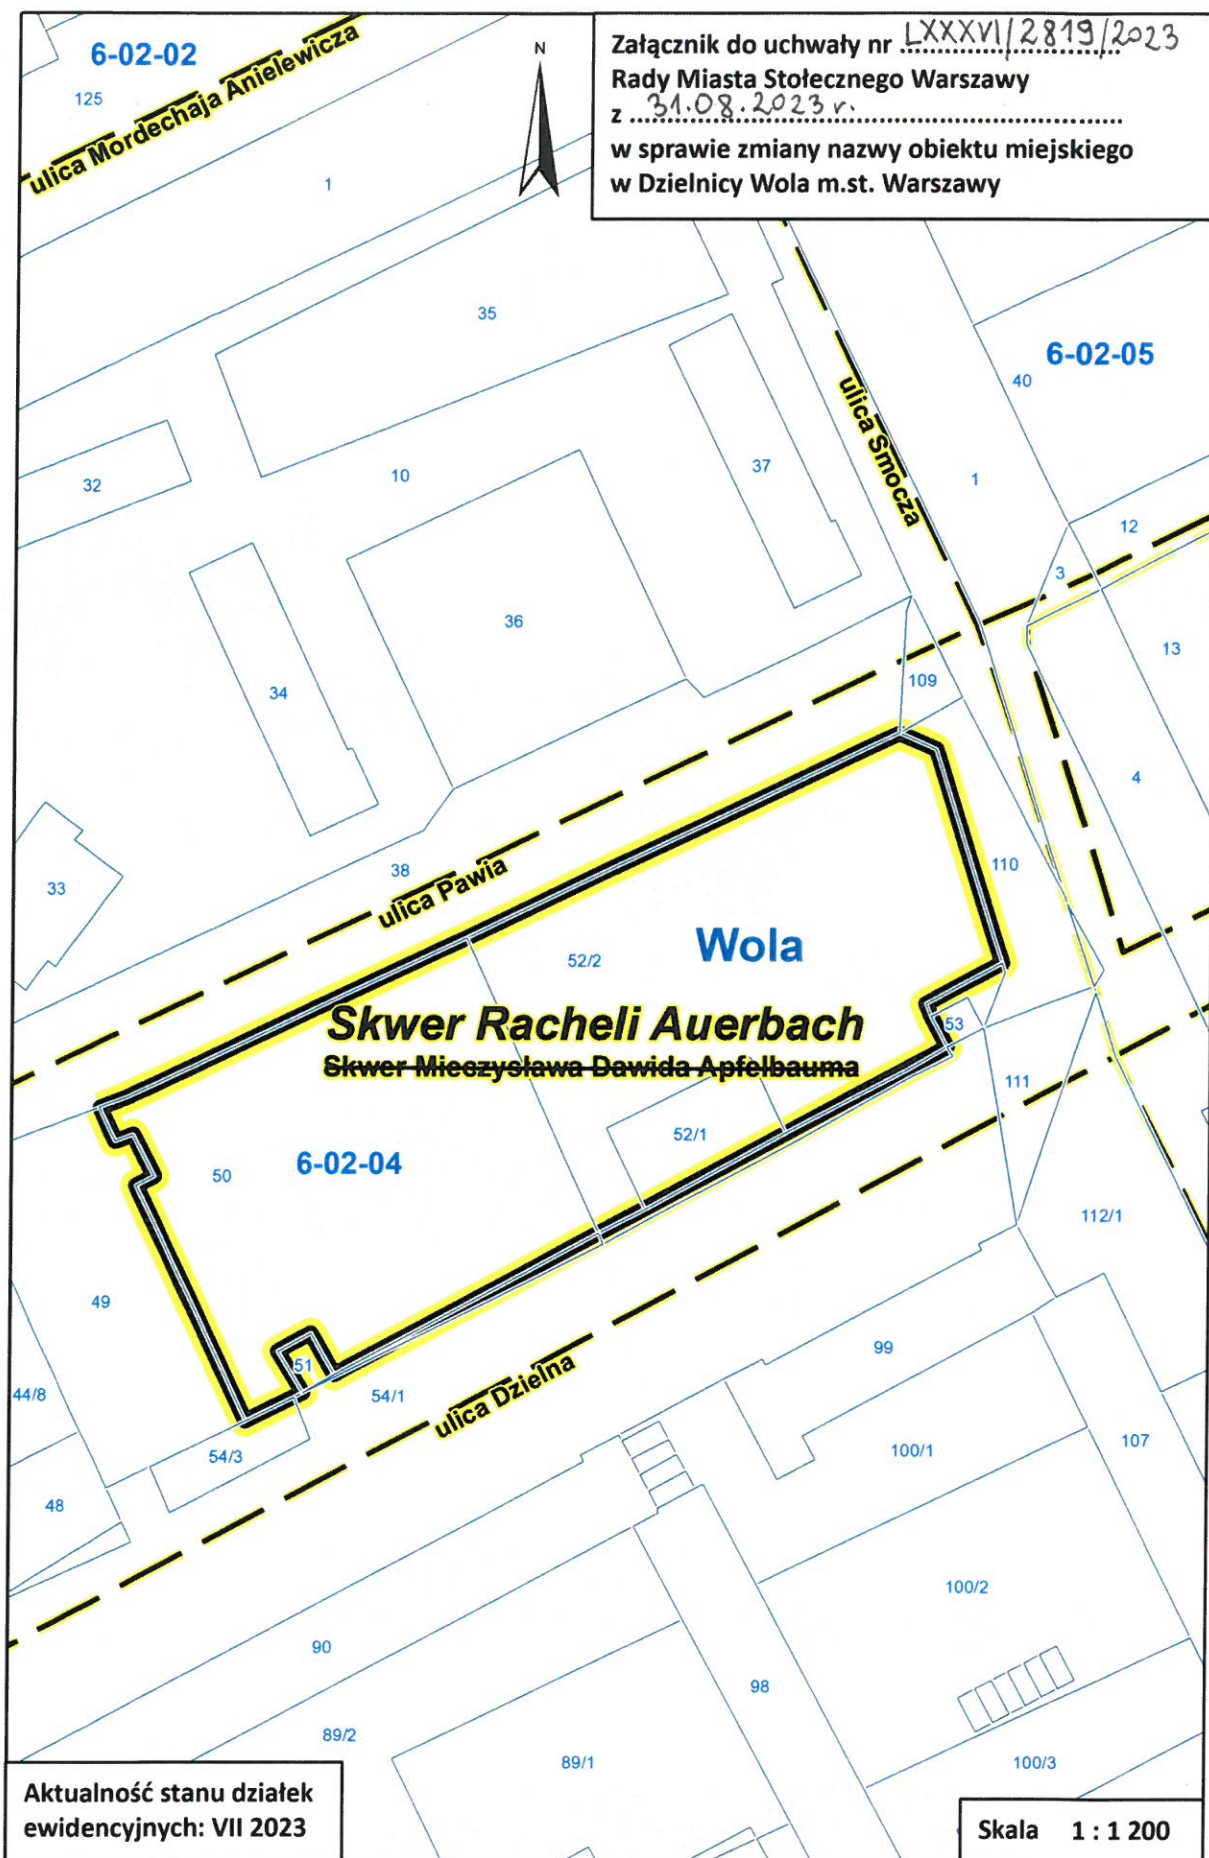 Załącznik do uchwały nr LXXXVI/2819/2023
Rady Miasta Stołecznego Warszawy
z 31.08.2023 r.
w sprawie zmiany nazwy obiektu miejskiego
w Dzielnicy Wola m.st. Warszawy
6-02-02
125
ulica Mordechaja Anielewicza
N
1
35
6-02-05
40
ulica Smocza
37
1
32
10
12
3
36
13
34
109
4
38
33
ulica Pawia
110
Wola
52/2
Skwer Racheli Auerbach
53
Skwer Mieczysława Dawida Apfelbauma
111
52/1
50
6-02-04
112/1
49
99
51
44/8
54/1
ulica Dzielna
107
100/1
54/3
48
100/2
90
98
89/2
89/1
100/3
Aktualność stanu działek
ewidencyjnych: VII 2023
Skala 1 : 1 200